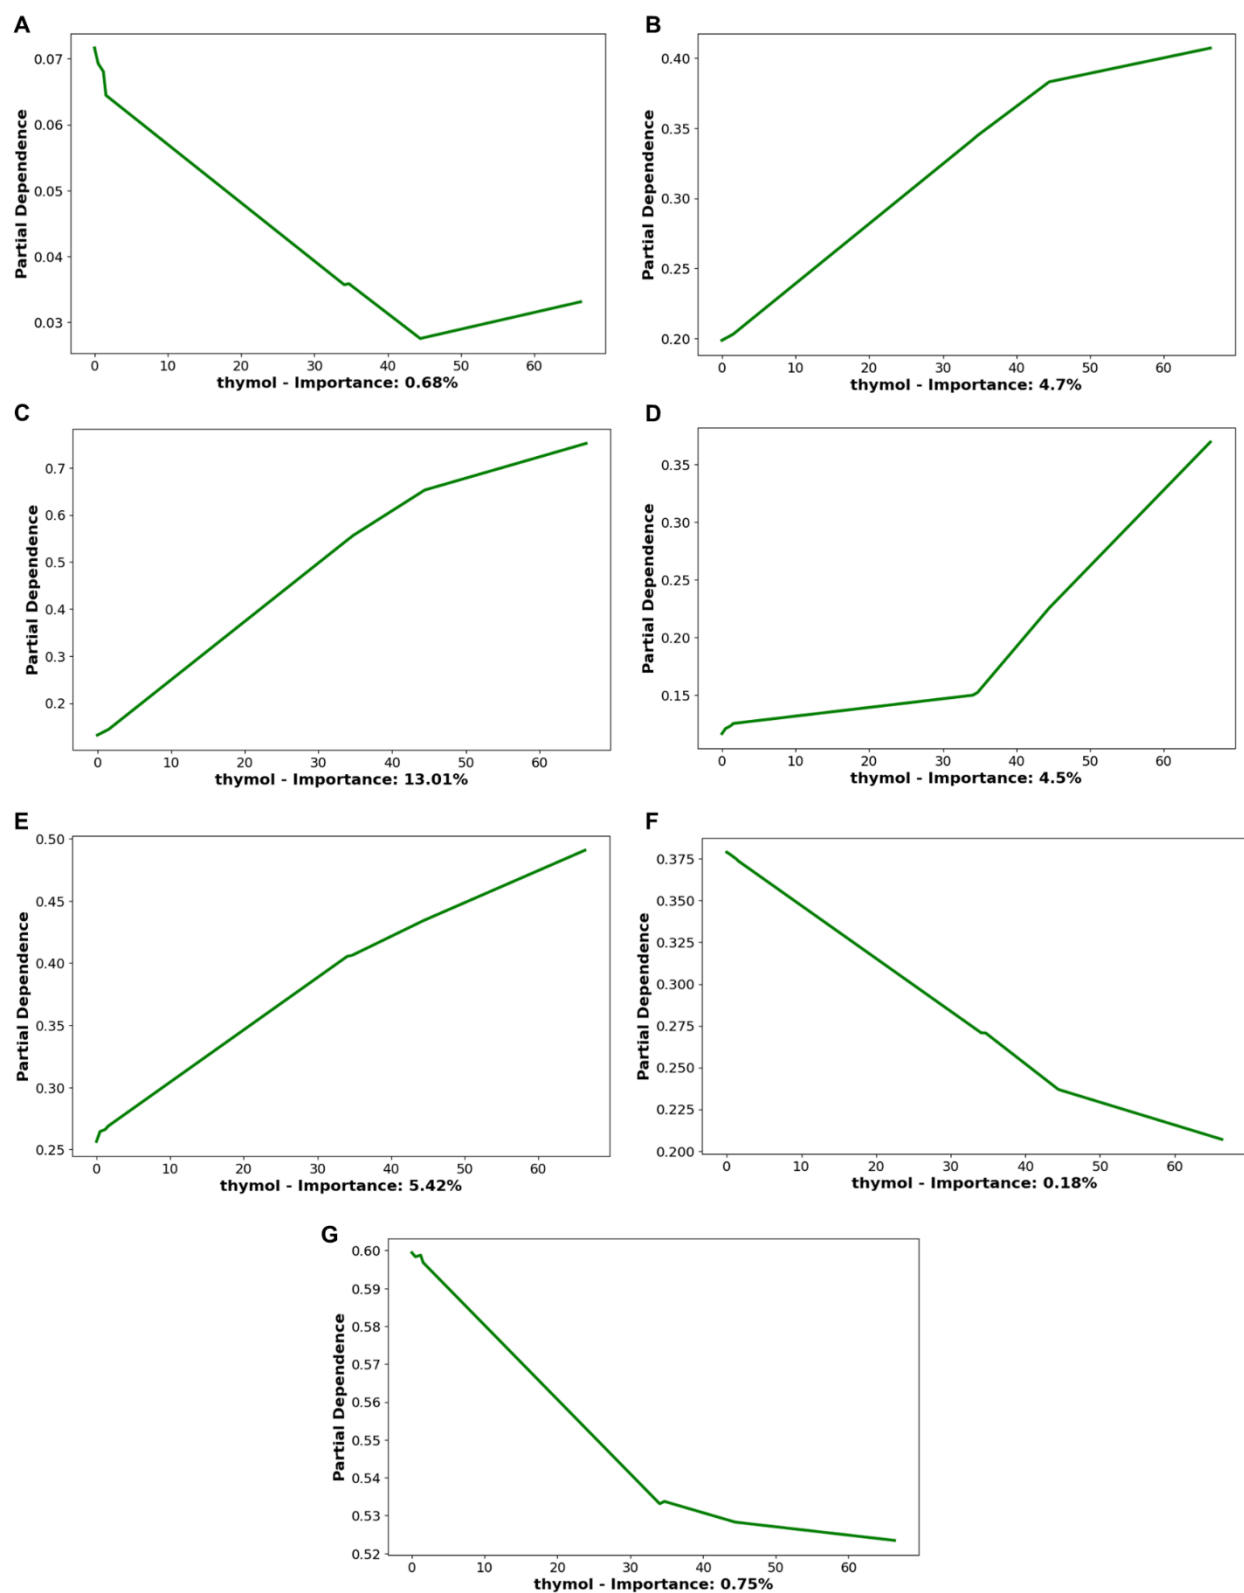 A
0.07
0.06
0.05
0.04
0.03
Partial Dependence
0 10 20 30 40 50 60
thymol - Importance: 0.68%
B
0.40
0.35
0.30
0.25
0.20
Partial Dependence
0 10 20 30 40 50 60
thymol - Importance: 4.7%
C
0.7
0.6
0.5
0.4
0.3
0.2
Partial Dependence
0 10 20 30 40 50 60
thymol - Importance: 13.01%
D
0.35
0.30
0.25
0.20
0.15
Partial Dependence
0 10 20 30 40 50 60
thymol - Importance: 4.5%
E
0.50
0.45
0.40
0.35
0.30
0.25
Partial Dependence
0 10 20 30 40 50 60
thymol - Importance: 5.42%
F
0.375
0.350
0.325
0.300
0.275
0.250
0.225
0.200
Partial Dependence
0 10 20 30 40 50 60
thymol - Importance: 0.18%
G
0.60
0.59
0.58
0.57
0.56
0.55
0.54
0.53
0.52
Partial Dependence
0 10 20 30 40 50 60
thymol - Importance: 0.75%